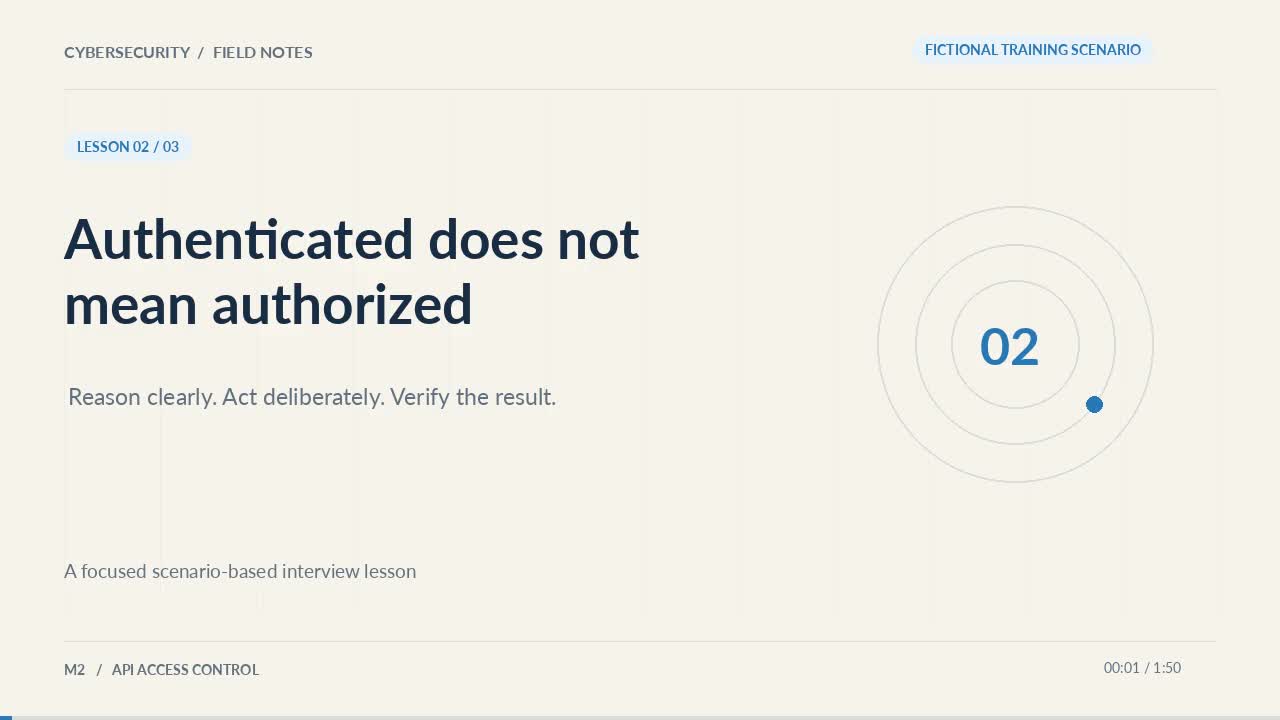 CYBERSECURITY / FIELD NOTES
FICTIONAL TRAINING SCENARIO
LESSON 02 / 03
Authenticated does not
mean authorized
02
Reason clearly. Act deliberately. Verify the result.
A focused scenario-based interview lesson
M2 / API ACCESS CONTROL
00:01 / 1:50